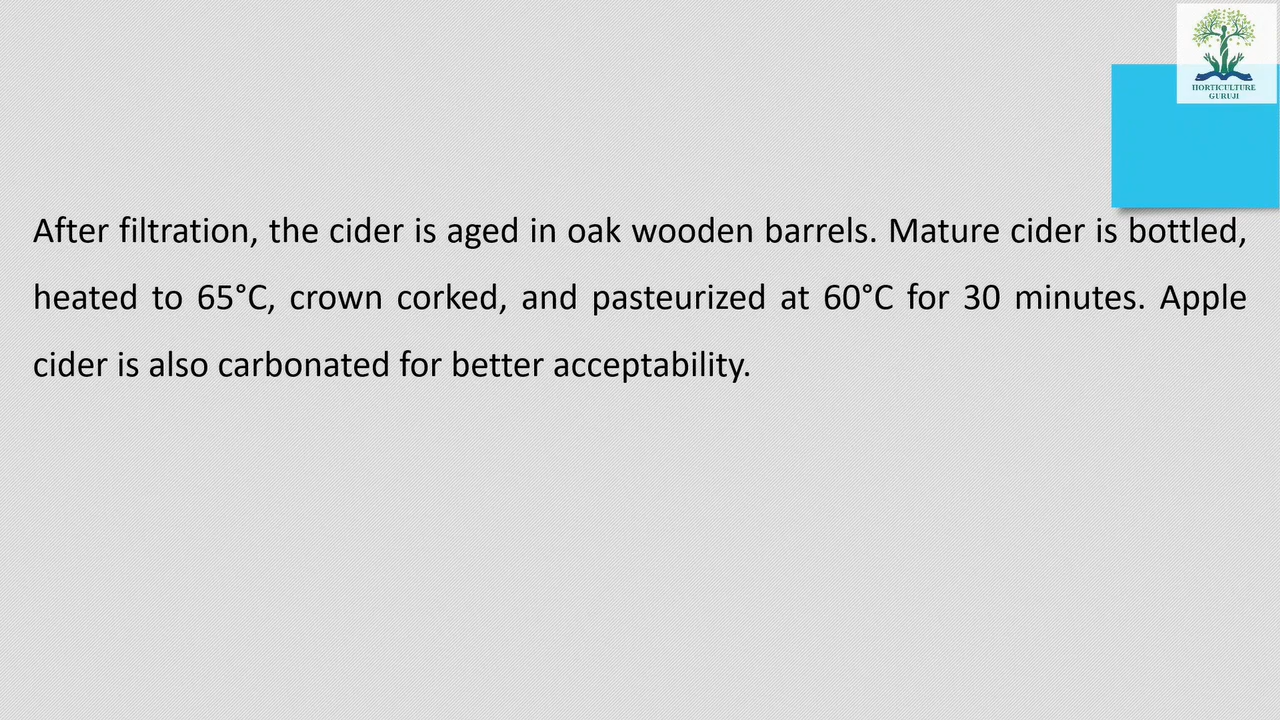 HORTICULTURE
GURUJI
After filtration, the cider is aged in oak wooden barrels. Mature cider is bottled,
heated to 65°C, crown corked, and pasteurized at 60°C for 30 minutes. Apple
cider is also carbonated for better acceptability.